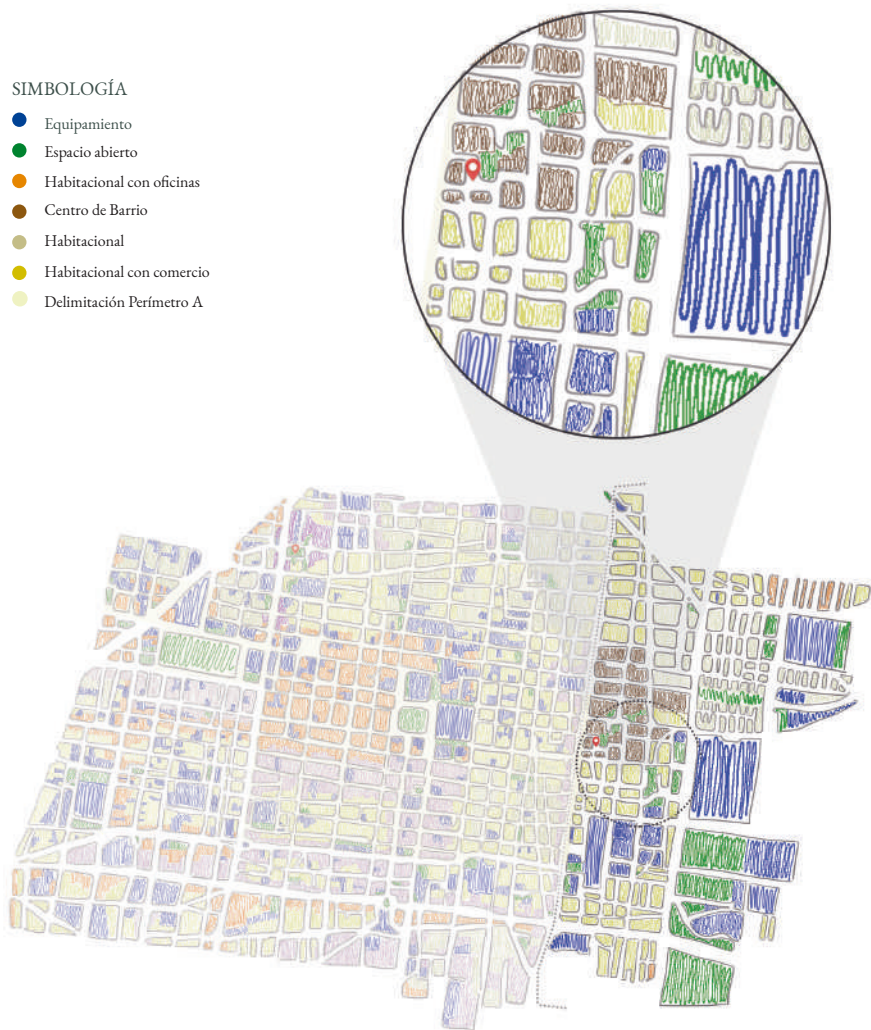 SIMBOLOGÍA
Equipamiento
Espacio abierto
Habitacional con oficinas
Centro de Barrio
Habitacional
Habitacional con comercio
Delimitación Perímetro A